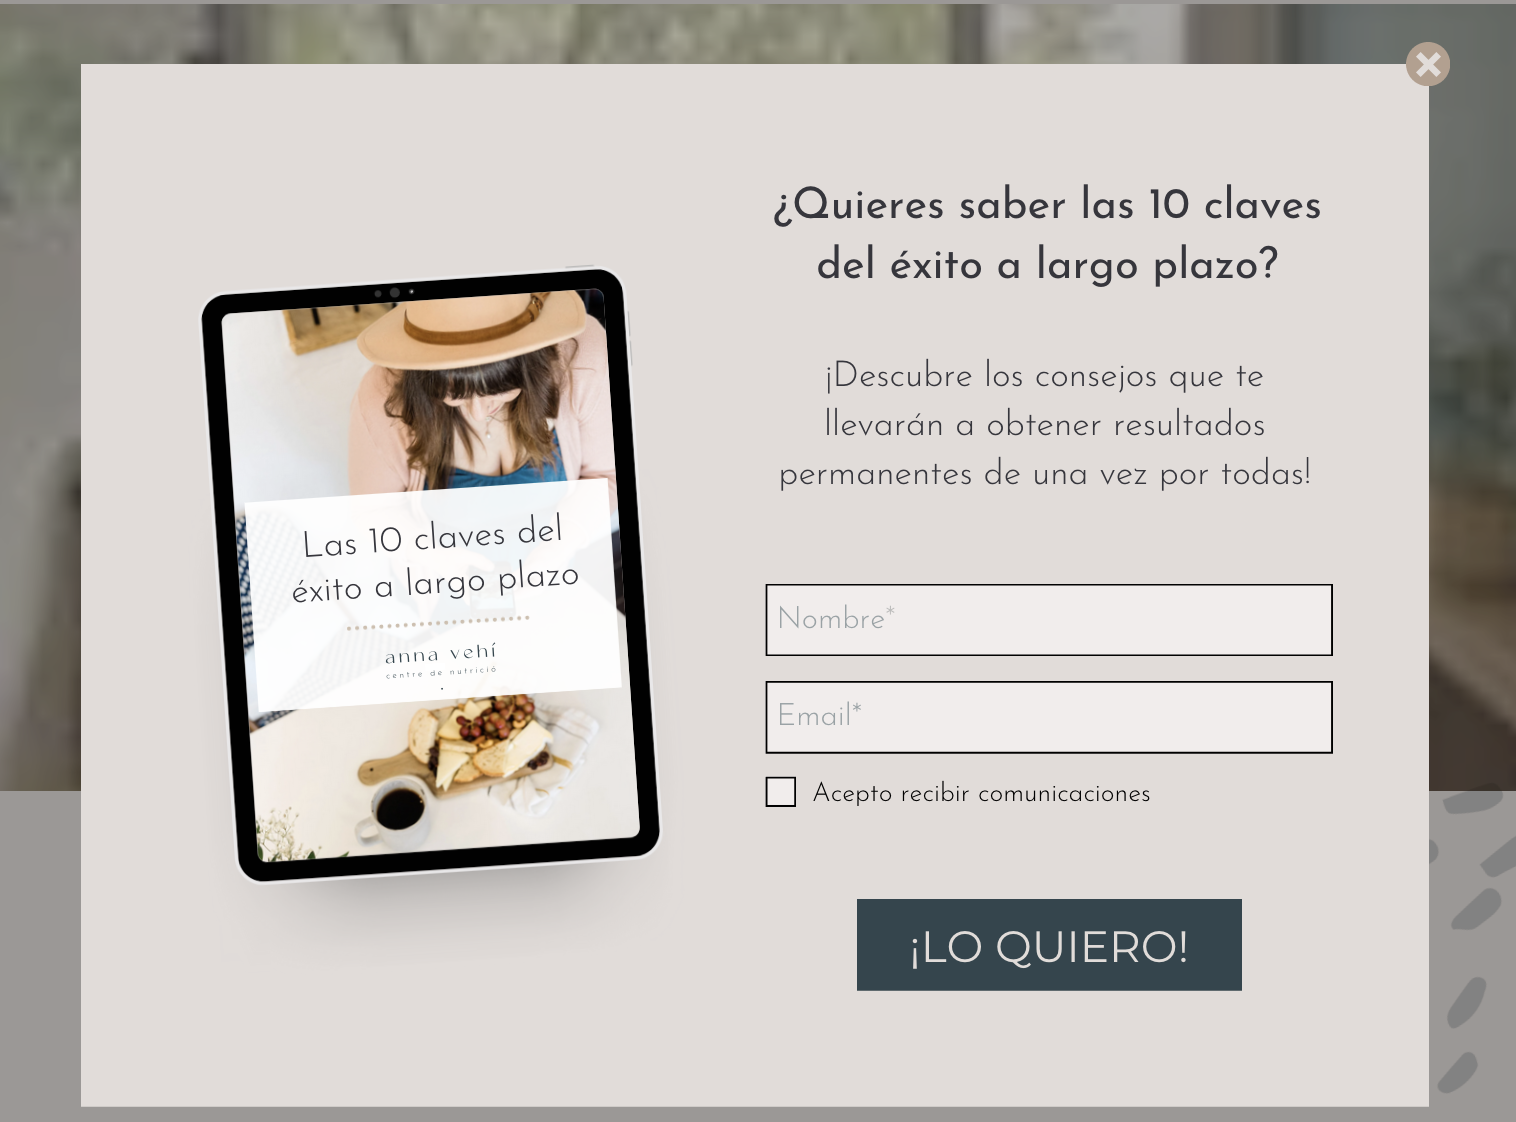 ¿Quieres saber las 10 claves
del éxito a largo plazo?
¡Descubre los consejos que te
llevarán a obtener resultados
permanentes de una vez por todas!
Las 10 claves del
éxito a largo plazo
anna vehí
centre de nutrició
Nombre*
Email*
Acepto recibir comunicaciones
¡LO QUIERO!